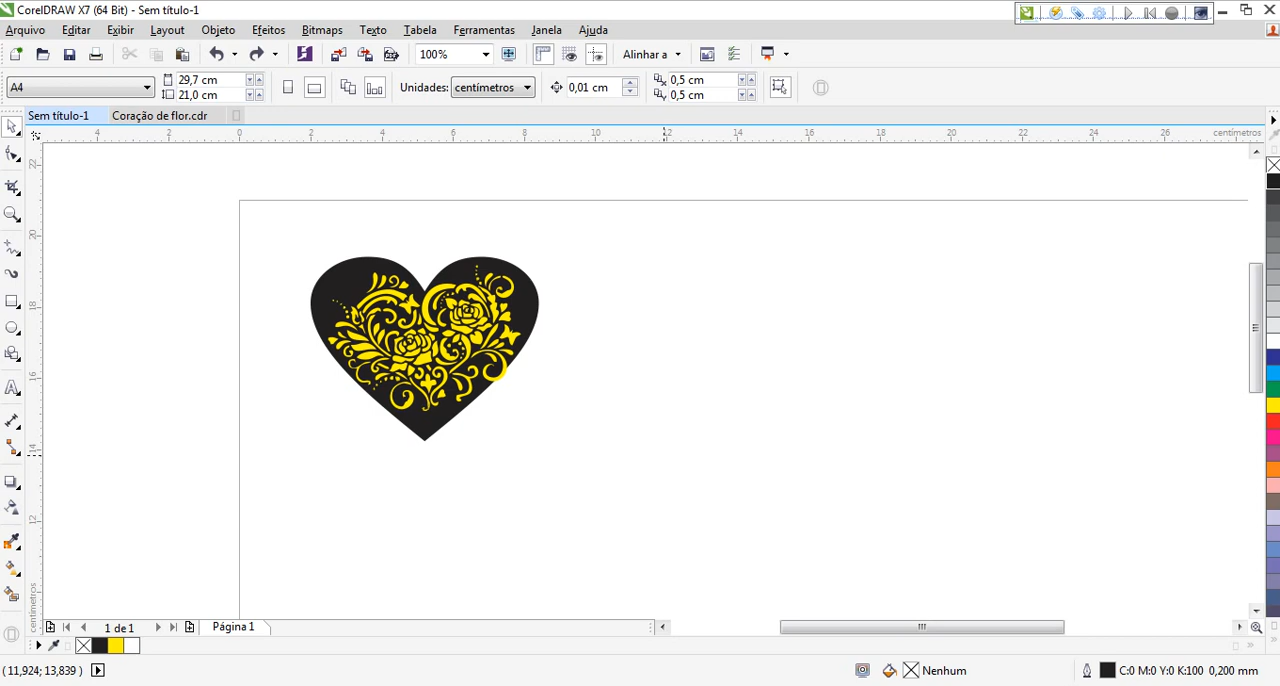 CorelDRAW X7 (64 Bit) - Sem título-1
Arquivo Editar Exibir Layout Objeto Efeitos Bitmaps Texto Tabela Ferramentas Janela Ajuda
100% Alinhar a
A4 29,7 cm 21,0 cm Unidades: centímetros 0,01 cm 0,5 cm 0,5 cm
Sem título-1 Coração de flor.cdr
4 2 0 2 4 6 8 10 12 14 16 18 20 22 24 26 centímetros
22
20
18
16
14
12
centímetros
1 de 1 Página 1
( 11,924; 13,839 ) Nenhum C:0 M:0 Y:0 K:100 0,200 mm